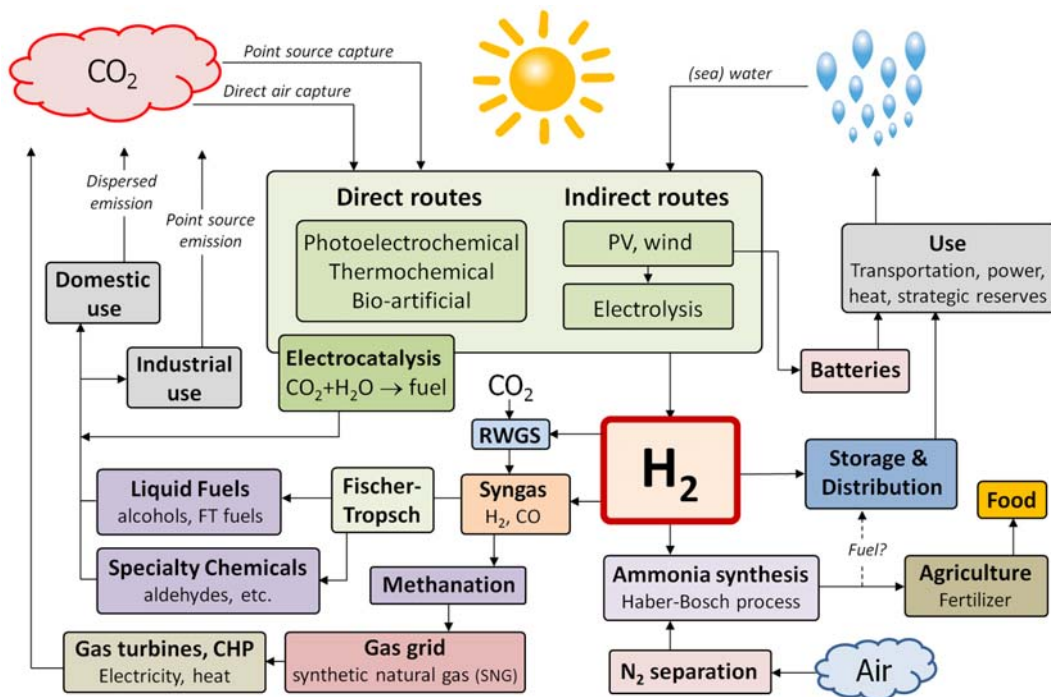 CO₂
Point source capture
Direct air capture
(sea) water
Dispersed
emission
Point source
emission
Direct routes
Photoelectrochemical
Thermochemical
Bio-artificial
Indirect routes
PV, wind
Electrolysis
Use
Transportation, power,
heat, strategic reserves
Domestic
use
Industrial
use
Electrocatalysis
CO₂+H₂O → fuel
Batteries
CO₂
RWGS
H₂
Storage &
Distribution
Liquid Fuels
alcohols, FT fuels
Fischer-
Tropsch
Syngas
H₂, CO
Food
Fuel?
Specialty Chemicals
aldehydes, etc.
Methanation
Ammonia synthesis
Haber-Bosch process
Agriculture
Fertilizer
Gas turbines, CHP
Electricity, heat
Gas grid
synthetic natural gas (SNG)
N₂ separation
Air